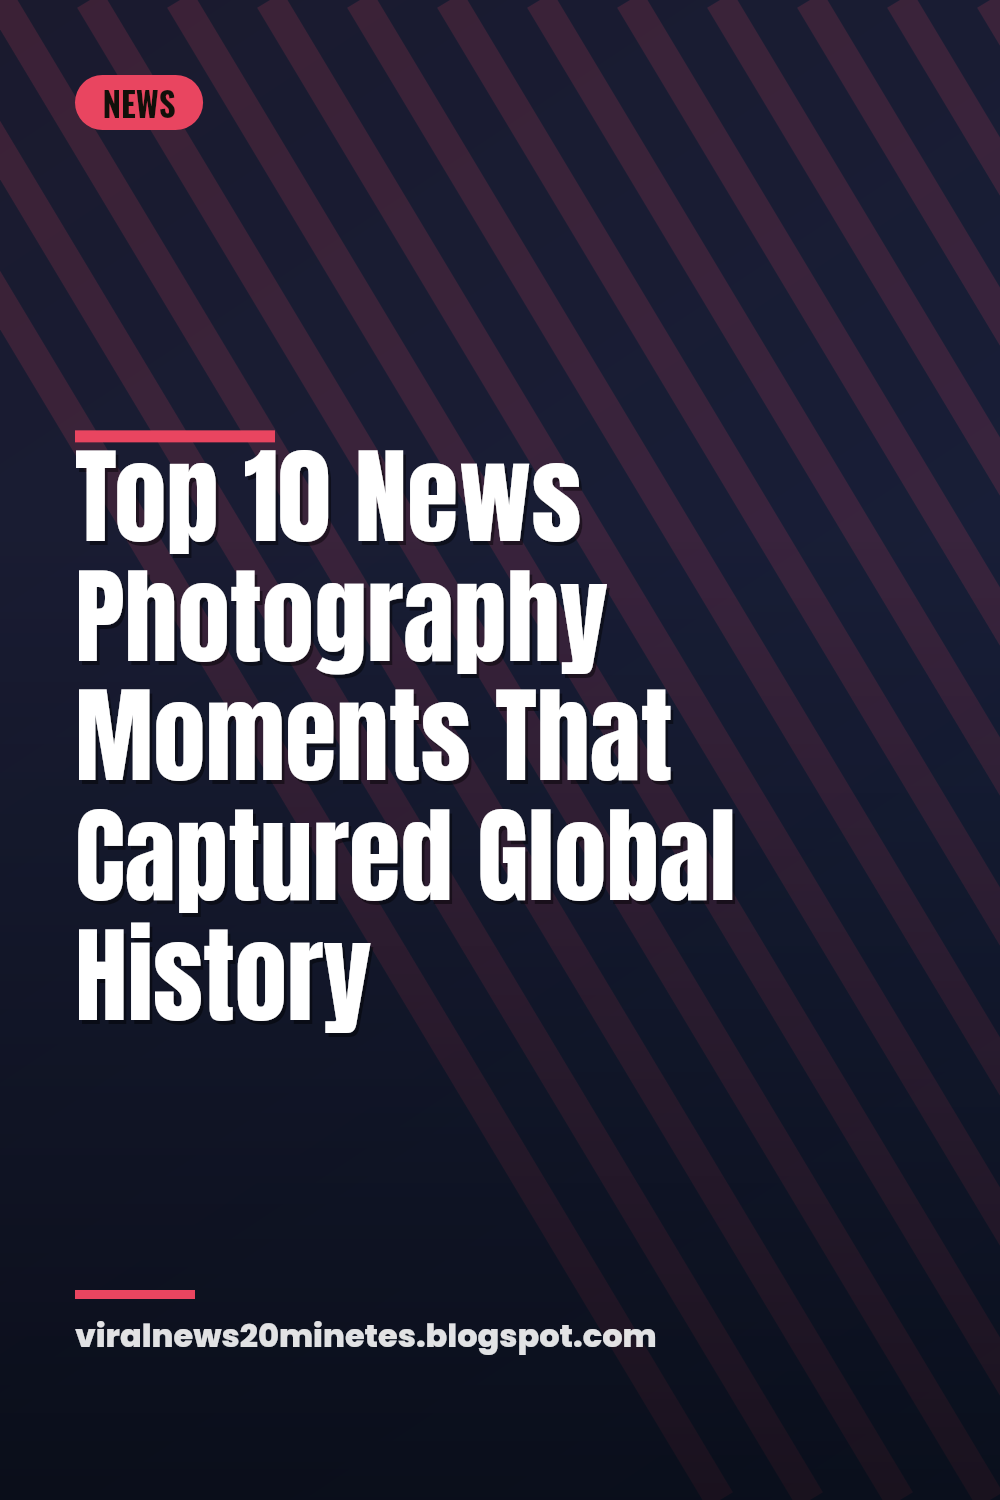 NEWS
Top 10 News
Photography
Moments That
Captured Global
History
viralnews20minetes.blogspot.com